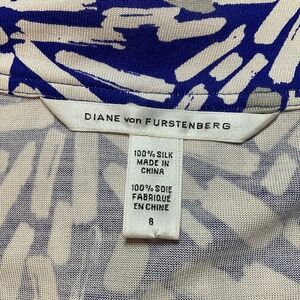 DIANE von FURSTENBERG
100% SILK
MADE IN
CHINA
100% SOIE
FABRIQUÉ
EN CHINE
8